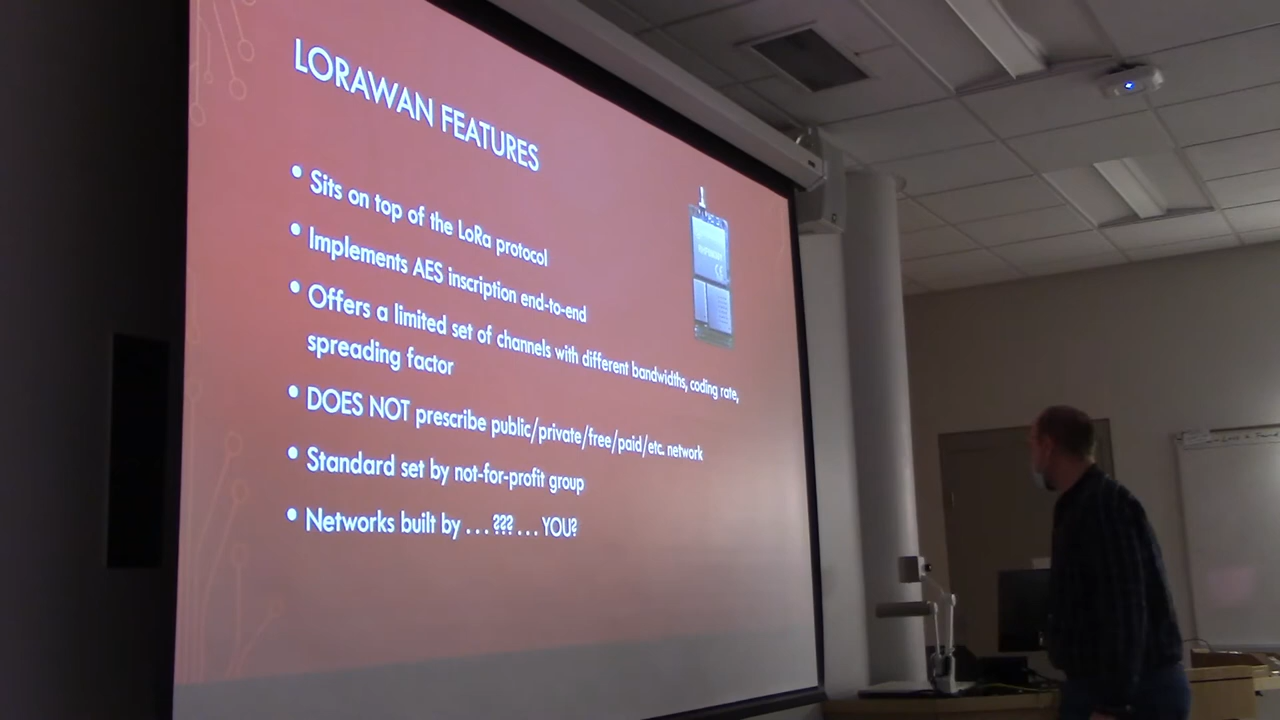 LORAWAN FEATURES
• Sits on top of the LoRa protocol
• Implements AES inscription end-to-end
• Offers a limited set of channels with different bandwidths, coding rate,
spreading factor
• DOES NOT prescribe public/private/free/paid/etc. network
• Standard set by not-for-profit group
• Networks built by ... ??? ... YOU?